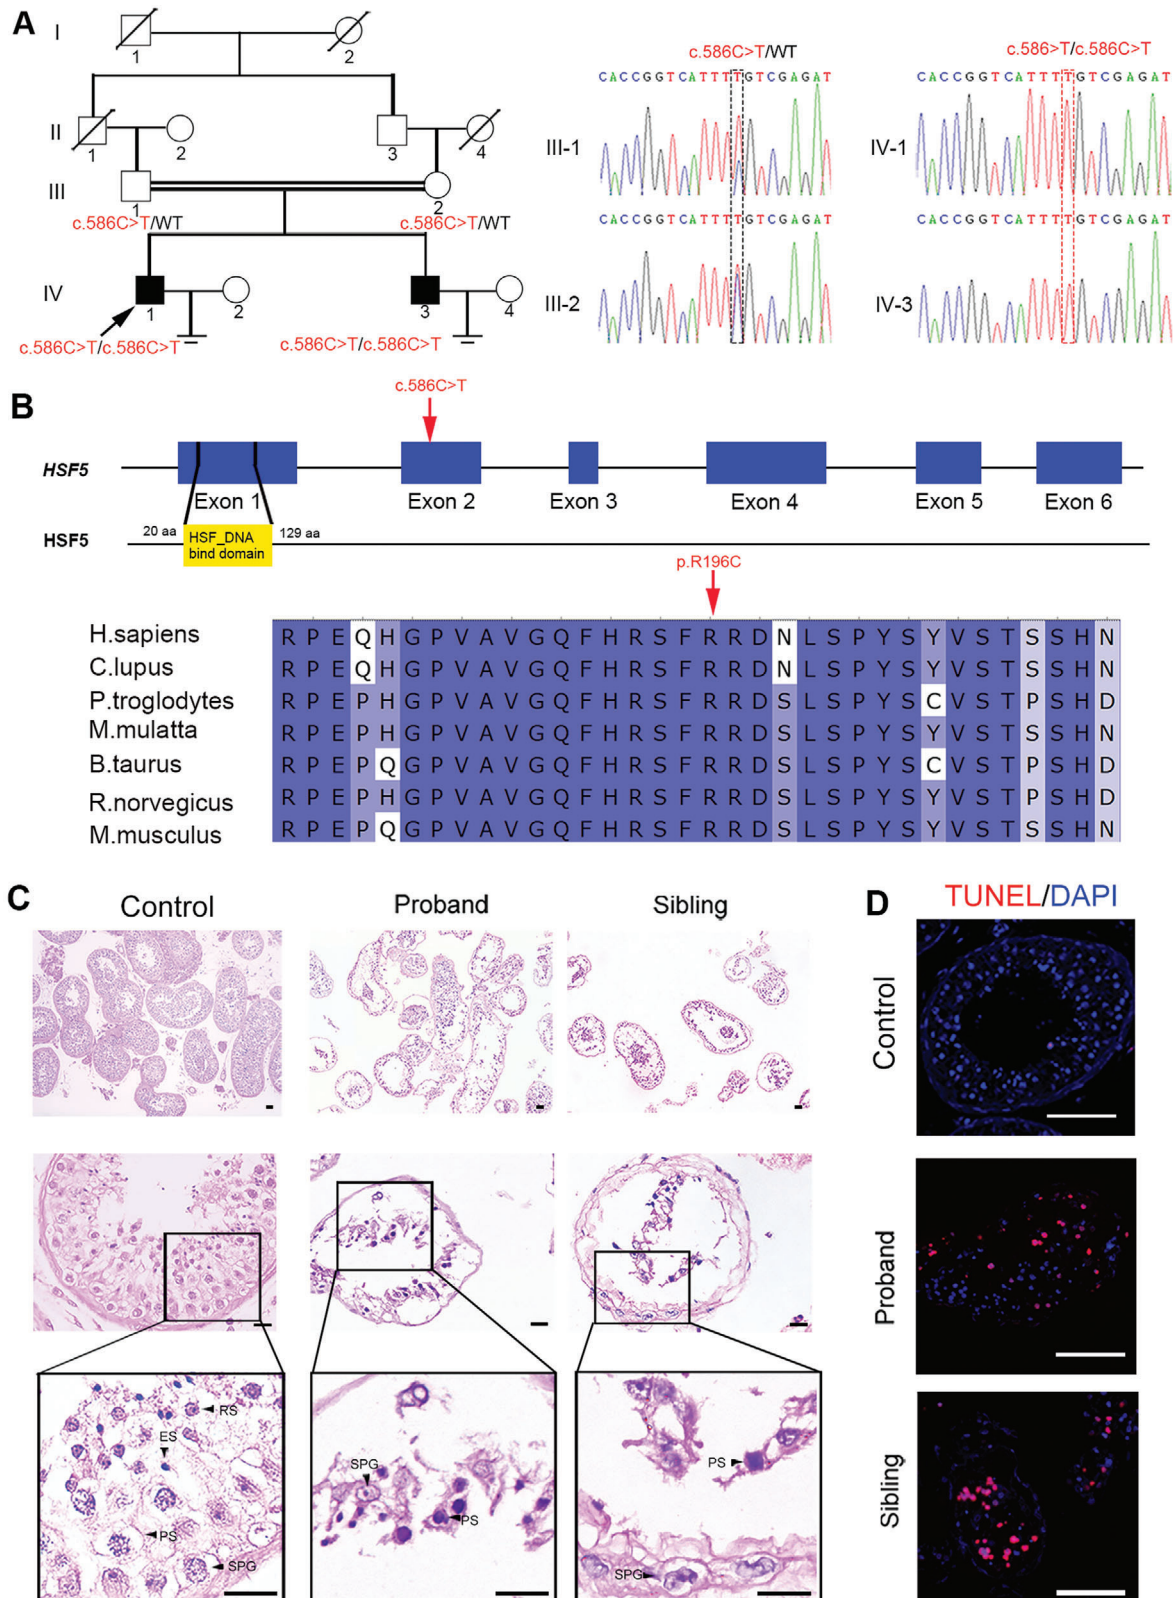 A
I
1
2
II
1
2
3
4
III
1
2
c.586C>T/WT
c.586C>T/WT
IV
1
2
3
4
c.586C>T/c.586C>T
c.586C>T/c.586C>T
c.586C>T/WT
CACCGGTCATTTTGTCGAGAT
III-1
CACCGGTCATTTTGTCGAGAT
III-2
c.586>T/c.586C>T
CACCGGTCATTTTGTCGAGAT
IV-1
CACCGGTCATTTTGTCGAGAT
IV-3
B
c.586C>T
HSF5
Exon 1
Exon 2
Exon 3
Exon 4
Exon 5
Exon 6
HSF5
20 aa
HSF_DNA
bind domain
129 aa
p.R196C
H.sapiens RPEQHGPVAVGQFHRSFRRDNLSPYSYVSTSSHN
C.lupus RPEQHGPVAVGQFHRSFRRDNLSPYSYVSTSSHN
P.troglodytes RPEPHGPVAVGQFHRSFRRDSLSPYSCVSTPSHD
M.mulatta RPEPHGPVAVGQFHRSFRRDSLSPYSYVSTSSHN
B.taurus RPEPQGPVAVGQFHRSFRRDSLSPYSCVSTPSHD
R.norvegicus RPEPHGPVAVGQFHRSFRRDSLSPYSYVSTPSHD
M.musculus RPEPQGPVAVGQFHRSFRRDSLSPYSYVSTSSHN
C
Control
Proband
Sibling
RS
ES
PS
SPG
SPG
PS
PS
SPG
D
TUNEL/DAPI
Control
Proband
Sibling